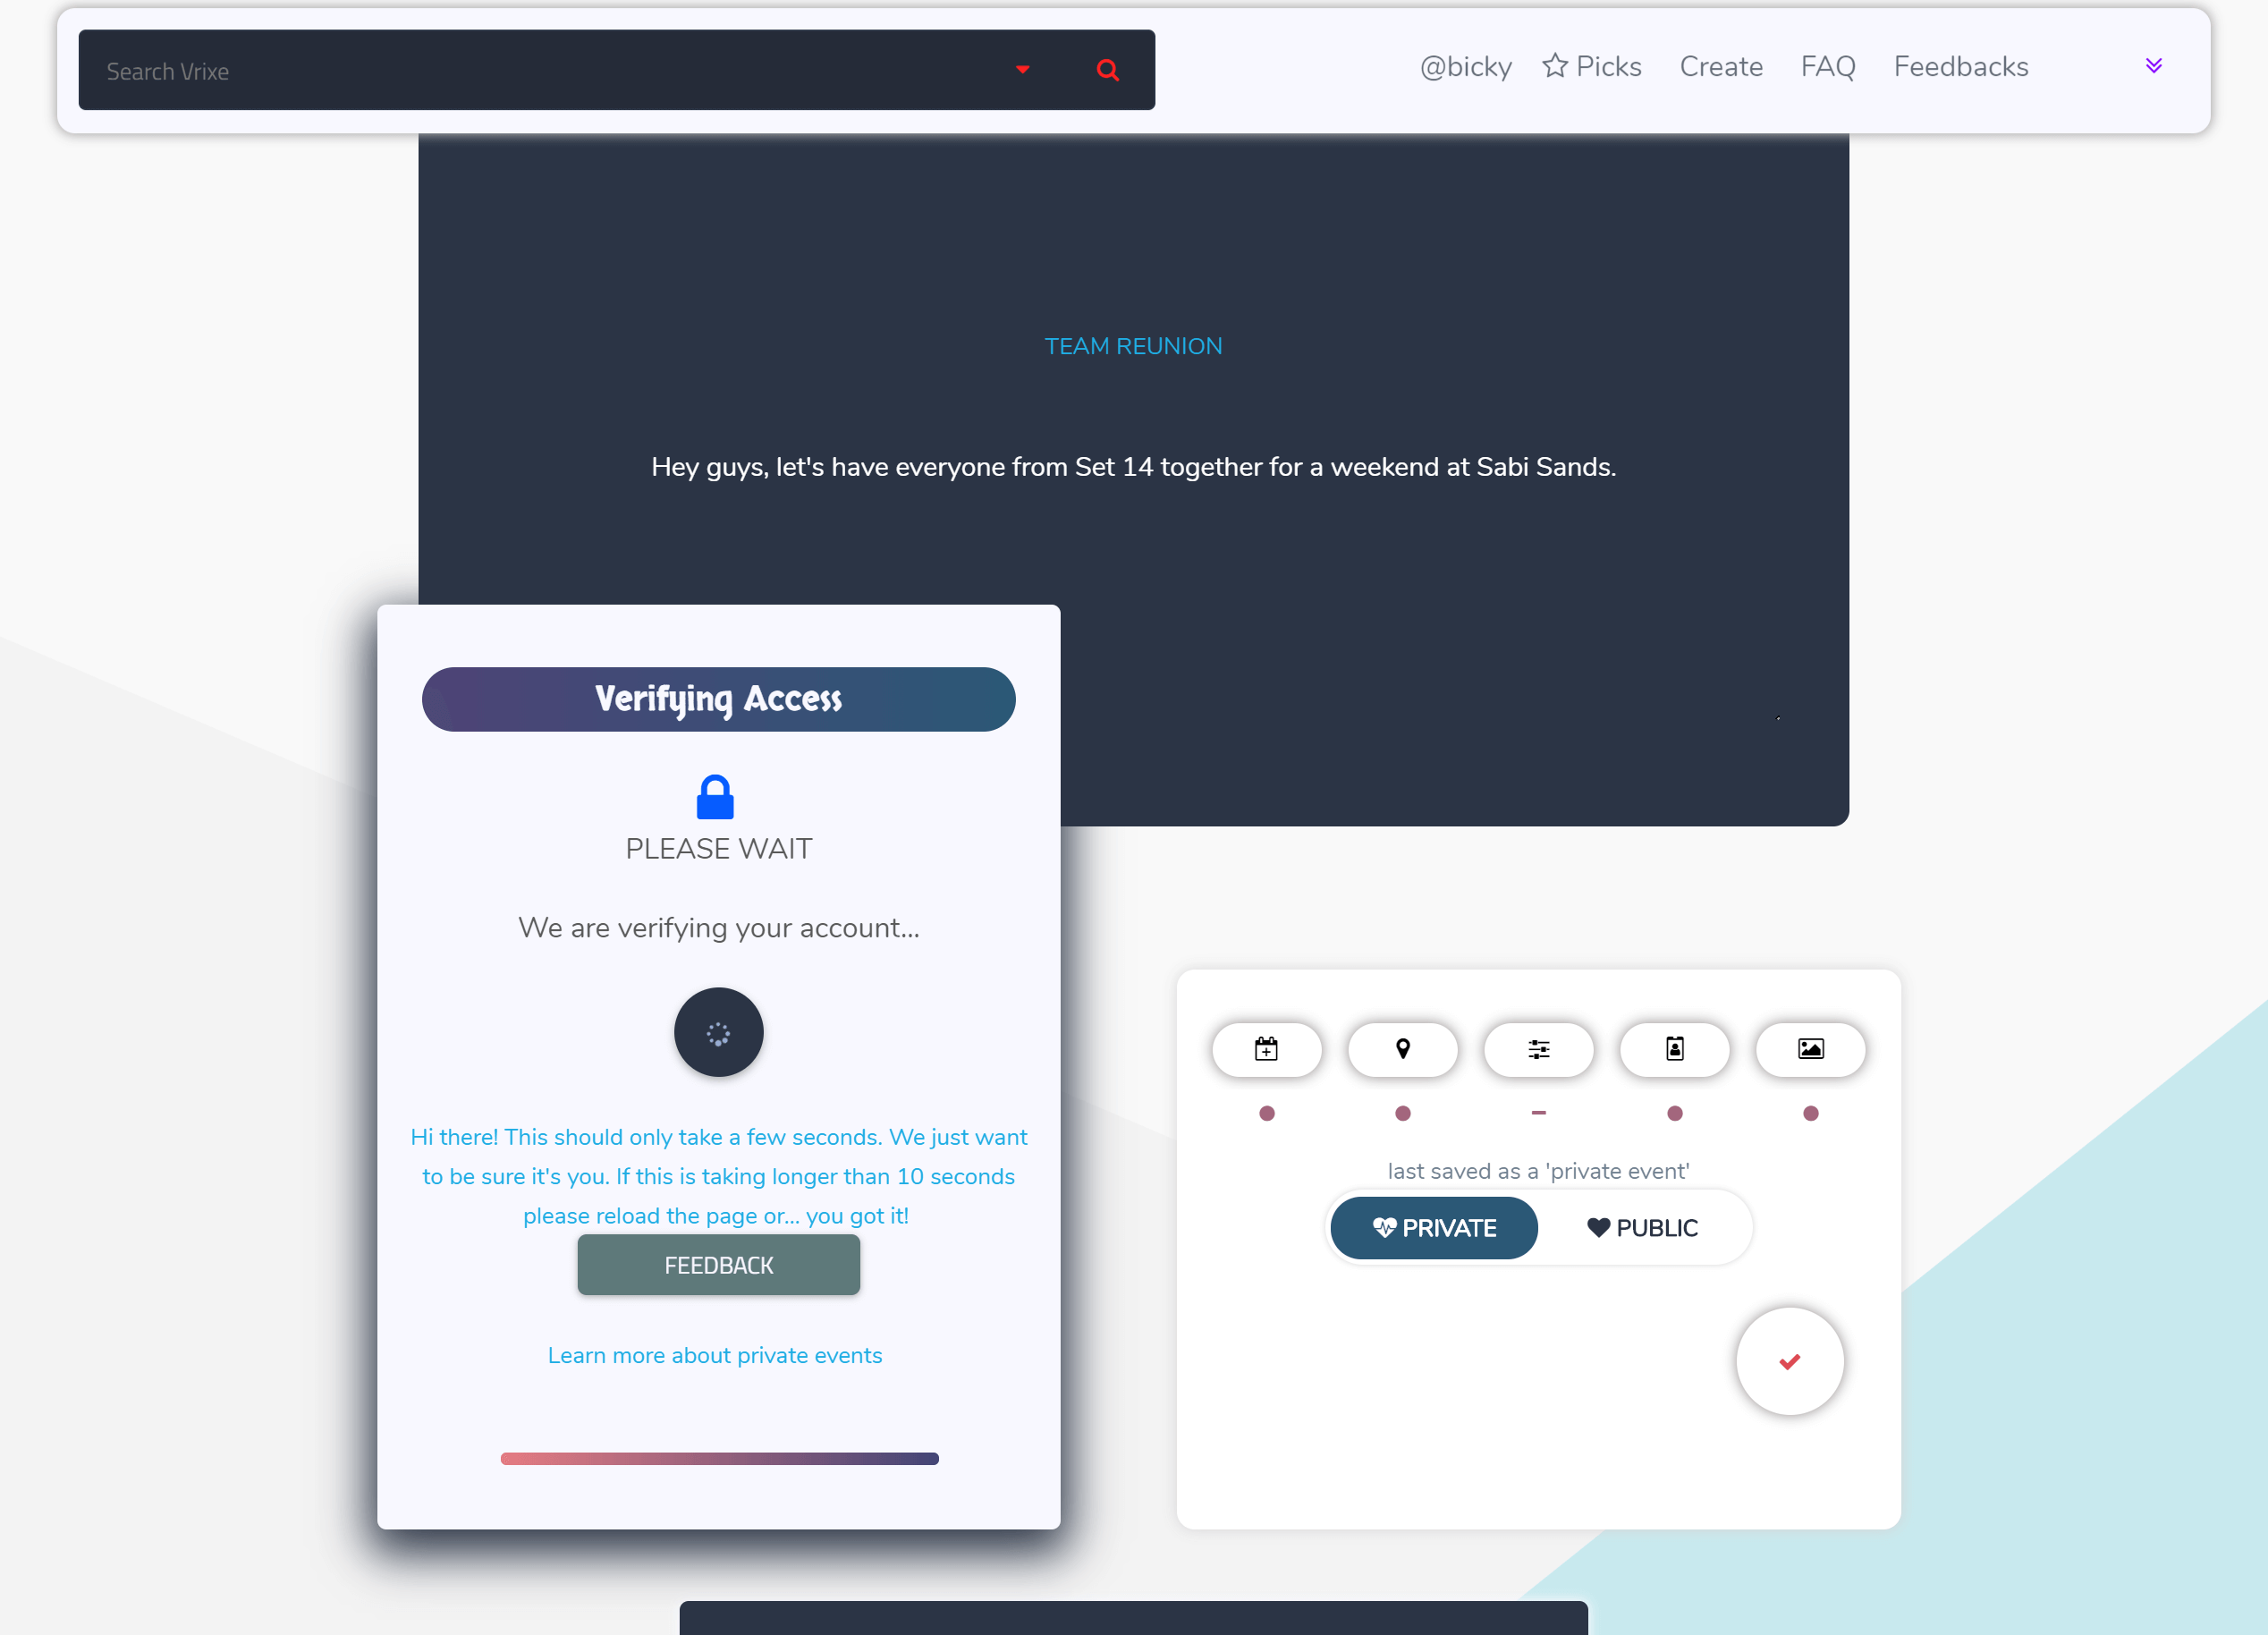 Search Vrixe
@bicky Picks Create FAQ Feedbacks
TEAM REUNION
Hey guys, let's have everyone from Set 14 together for a weekend at Sabi Sands.
Verifying Access
PLEASE WAIT
We are verifying your account...
Hi there! This should only take a few seconds. We just want
to be sure it's you. If this is taking longer than 10 seconds
please reload the page or... you got it!
FEEDBACK
Learn more about private events
last saved as a 'private event'
PRIVATE PUBLIC